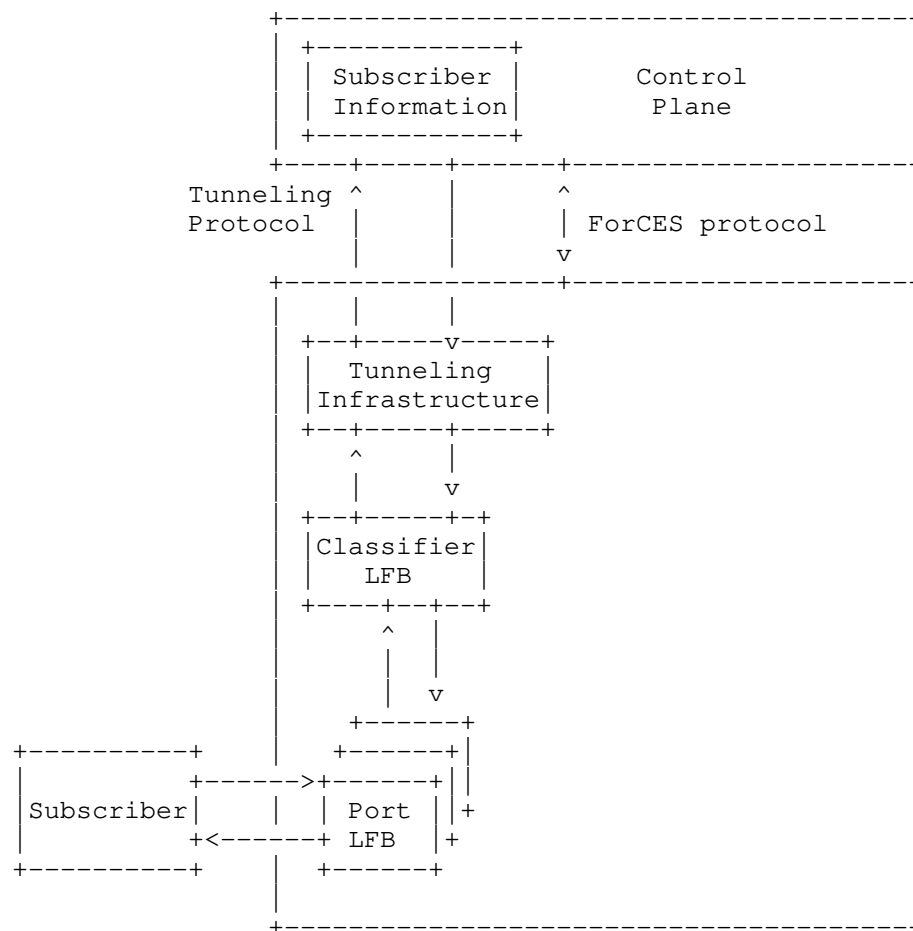 Subscriber Control
Information Plane
Tunneling
Protocol ForCES protocol
Tunneling
Infrastructure
Classifier
LFB
Subscriber Port
LFB